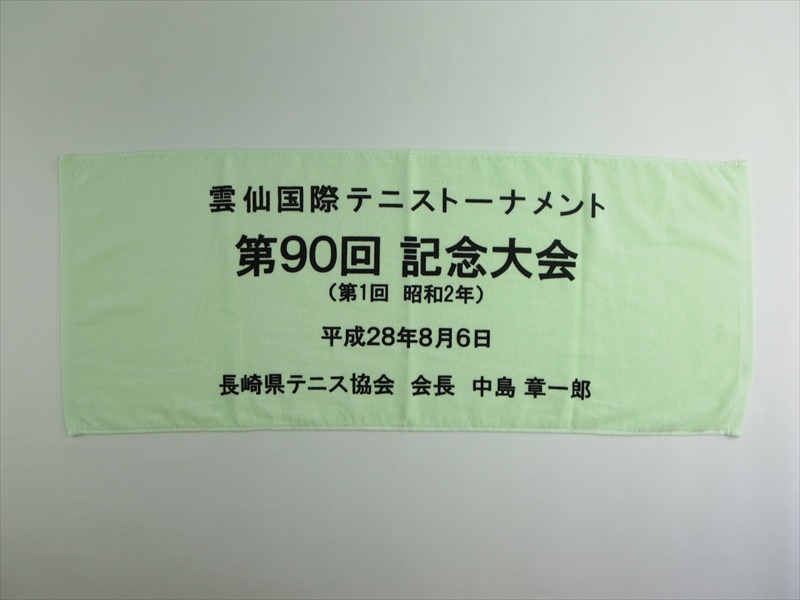 雲仙国際テニストーナメント
第90回 記念大会
（第1回 昭和2年）
平成28年8月6日
長崎県テニス協会 会長 中島 章一郎